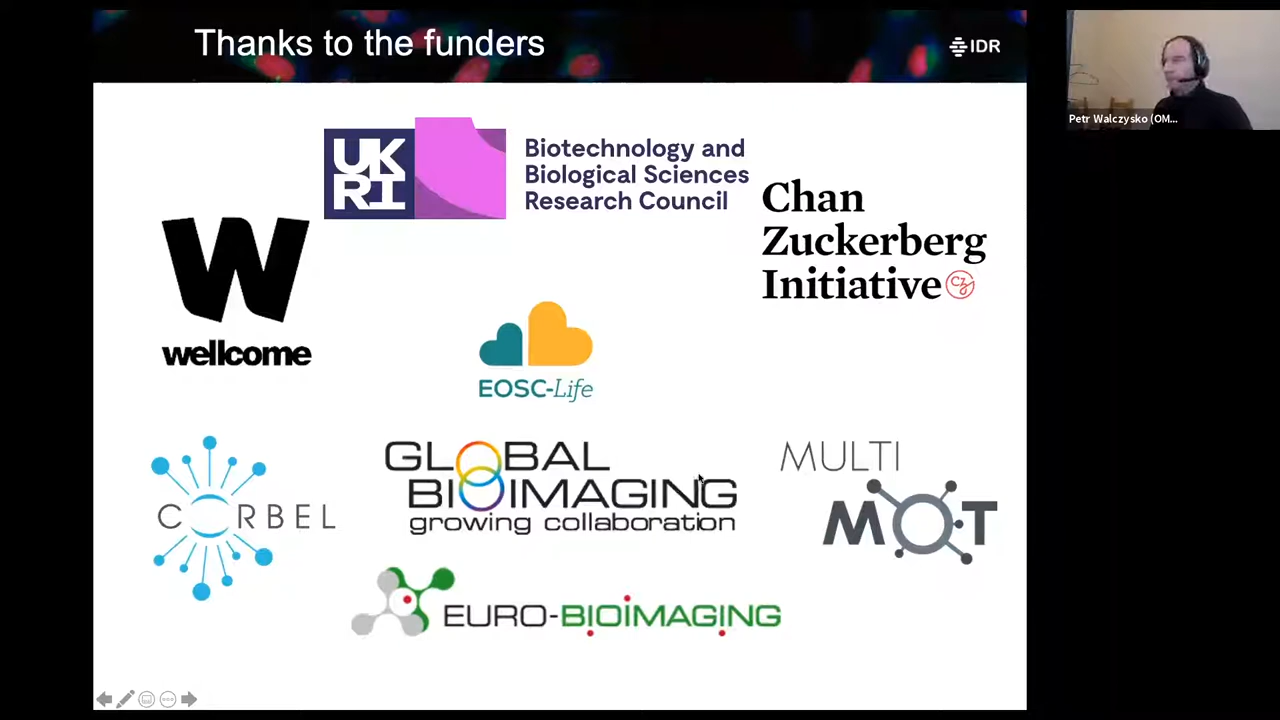 Thanks to the funders
IDR
UK
RI
Biotechnology and
Biological Sciences
Research Council
Chan
Zuckerberg
Initiative
CZI
W
wellcome
EOSC-Life
CORBEL
GLOBAL
BIOIMAGING
growing collaboration
MULTI
MOT
EURO-BIOIMAGING
Petr Walczysko (OM...